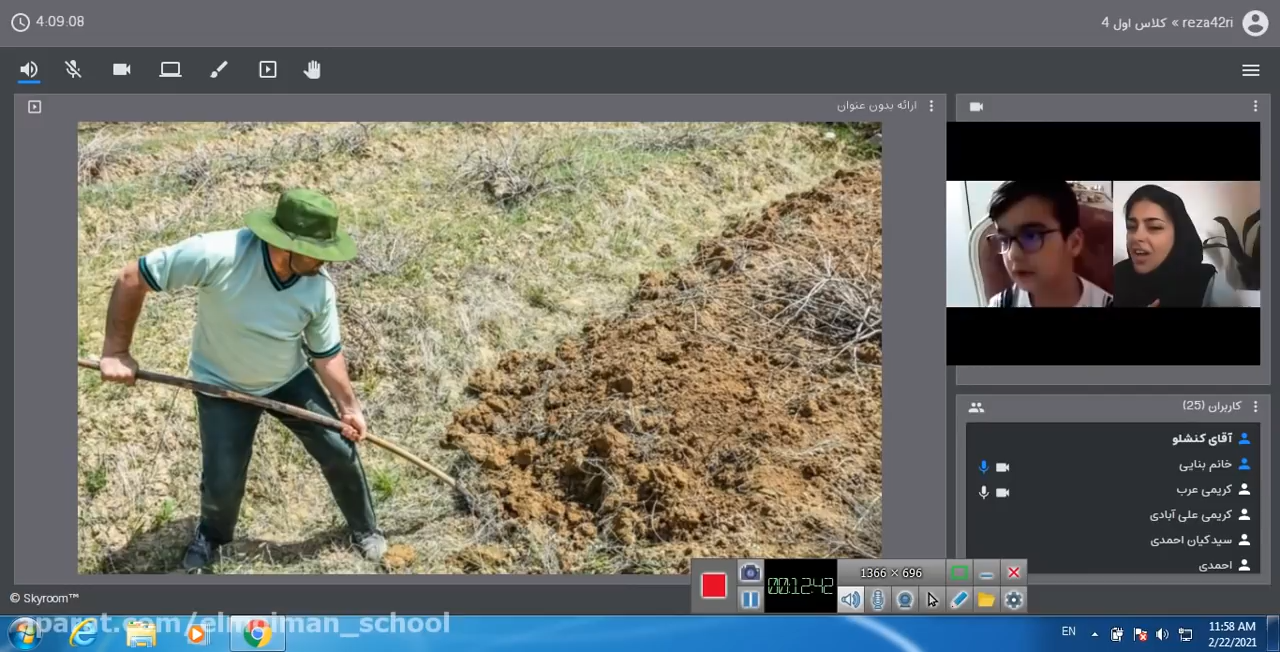 4:09:08
reza42ri » کلاس اول 4
ارائه بدون عنوان
کاربران (25)
آقای کنشلو
خانم بنایی
کریمی عرب
کریمی علی آبادی
سیدکیان احمدی
احمدی
1366 × 696
00:12:42
© Skyroom™
aparat.com/elmoiman_school
EN
11:58 AM
2/22/2021